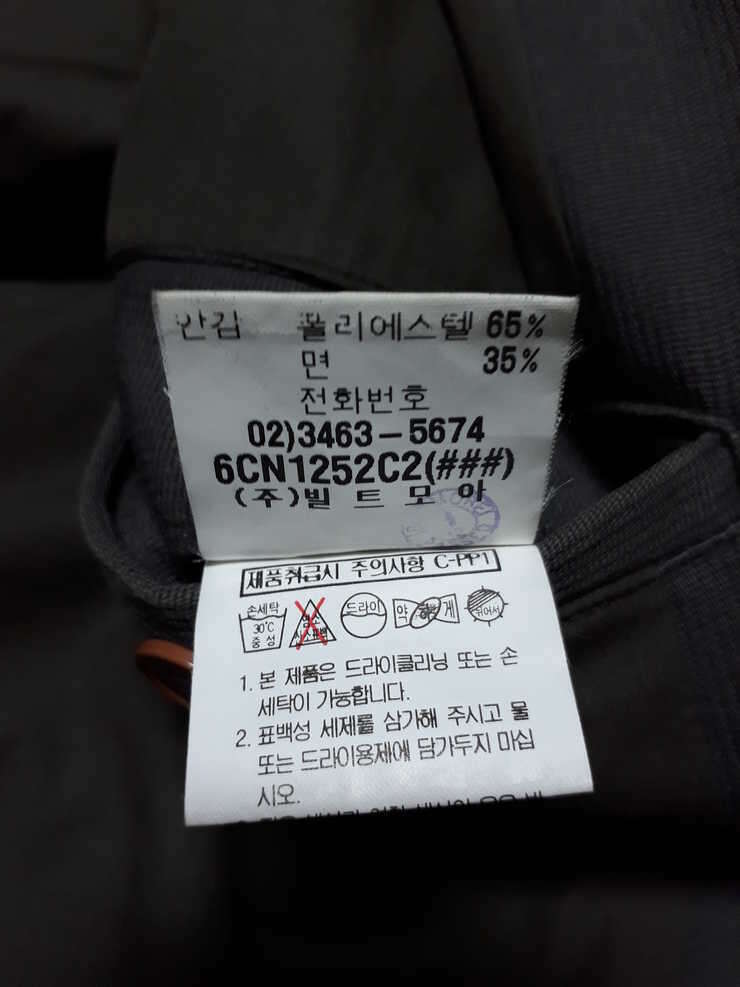 안감 폴리에스텔 65%
면 35%
전화번호
02)3463-5674
6CN1252C2(###)
(주)빌트모아
제품취급시 주의사항 C-PP1
손세탁 드라이 약하게 뉘어서
30℃ 염소
중성
1. 본 제품은 드라이클리닝 또는 손
세탁이 가능합니다.
2. 표백성 세제를 삼가해 주시고 물
또는 드라이용제에 담가두지 마십
시오.